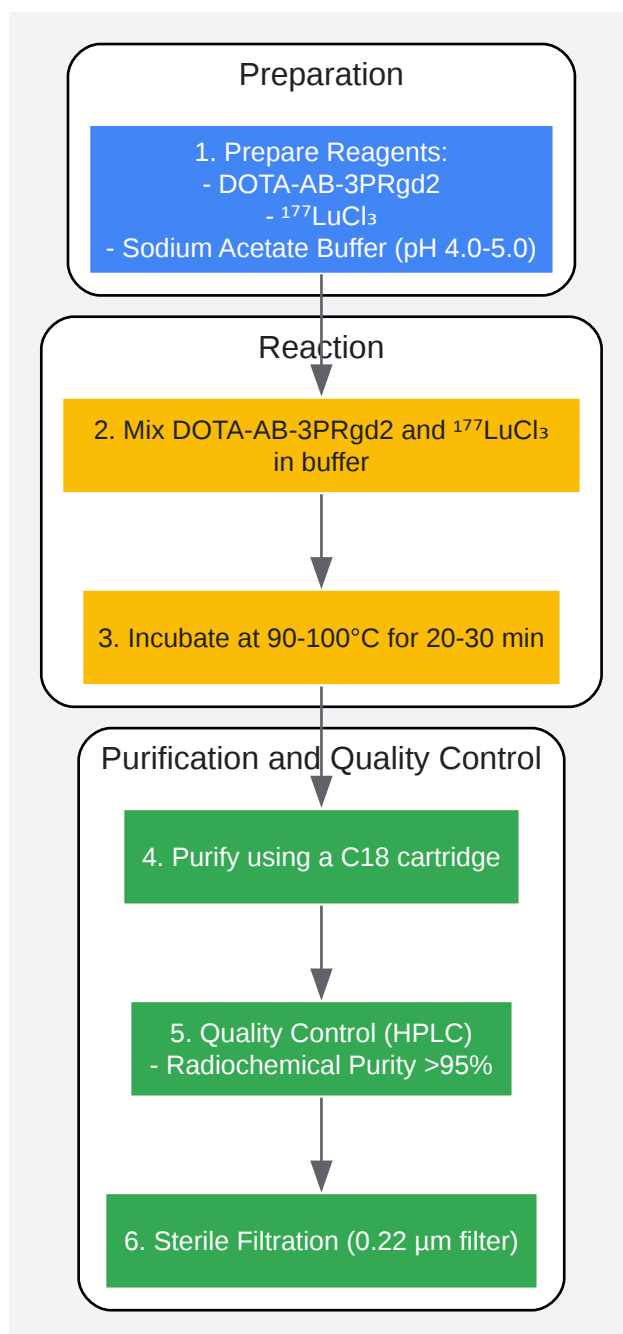 Preparation
1. Prepare Reagents:
- DOTA-AB-3PRgd2
- ¹⁷⁷LuCl₃
- Sodium Acetate Buffer (pH 4.0-5.0)
Reaction
2. Mix DOTA-AB-3PRgd2 and ¹⁷⁷LuCl₃
in buffer
3. Incubate at 90-100°C for 20-30 min
Purification and Quality Control
4. Purify using a C18 cartridge
5. Quality Control (HPLC)
- Radiochemical Purity >95%
6. Sterile Filtration (0.22 µm filter)